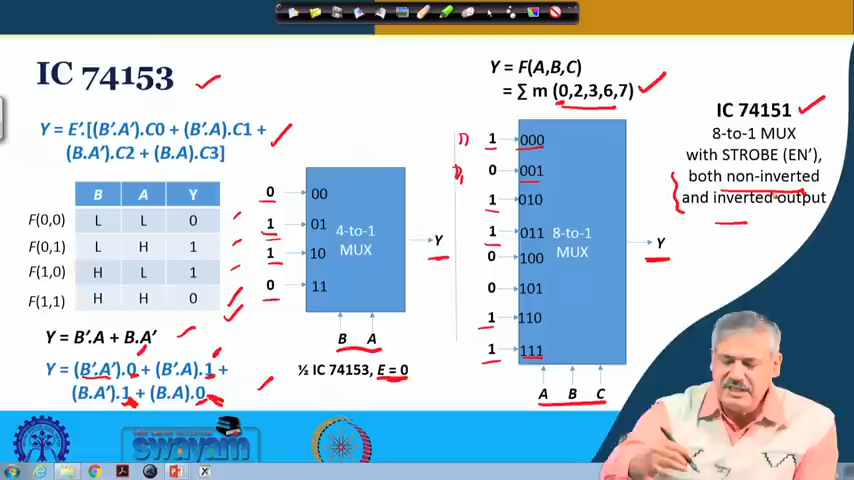 IC 74153
Y = E'.[(B'.A').C0 + (B'.A).C1 +
(B.A').C2 + (B.A).C3]
B A Y
F(0,0) L L 0
F(0,1) L H 1
F(1,0) H L 1
F(1,1) H H 0
Y = B'.A + B.A'
Y = (B'.A').0 + (B'.A).1 +
(B.A').1 + (B.A).0
0 00
1 01
1 10
0 11
4-to-1
MUX
Y
B A
½ IC 74153, E = 0
Y = F(A,B,C)
= ∑ m (0,2,3,6,7)
1 000
0 001
1 010
1 011
0 100
0 101
1 110
1 111
8-to-1
MUX
Y
A B C
IC 74151
8-to-1 MUX
with STROBE (EN'),
both non-inverted
and inverted output
swayam